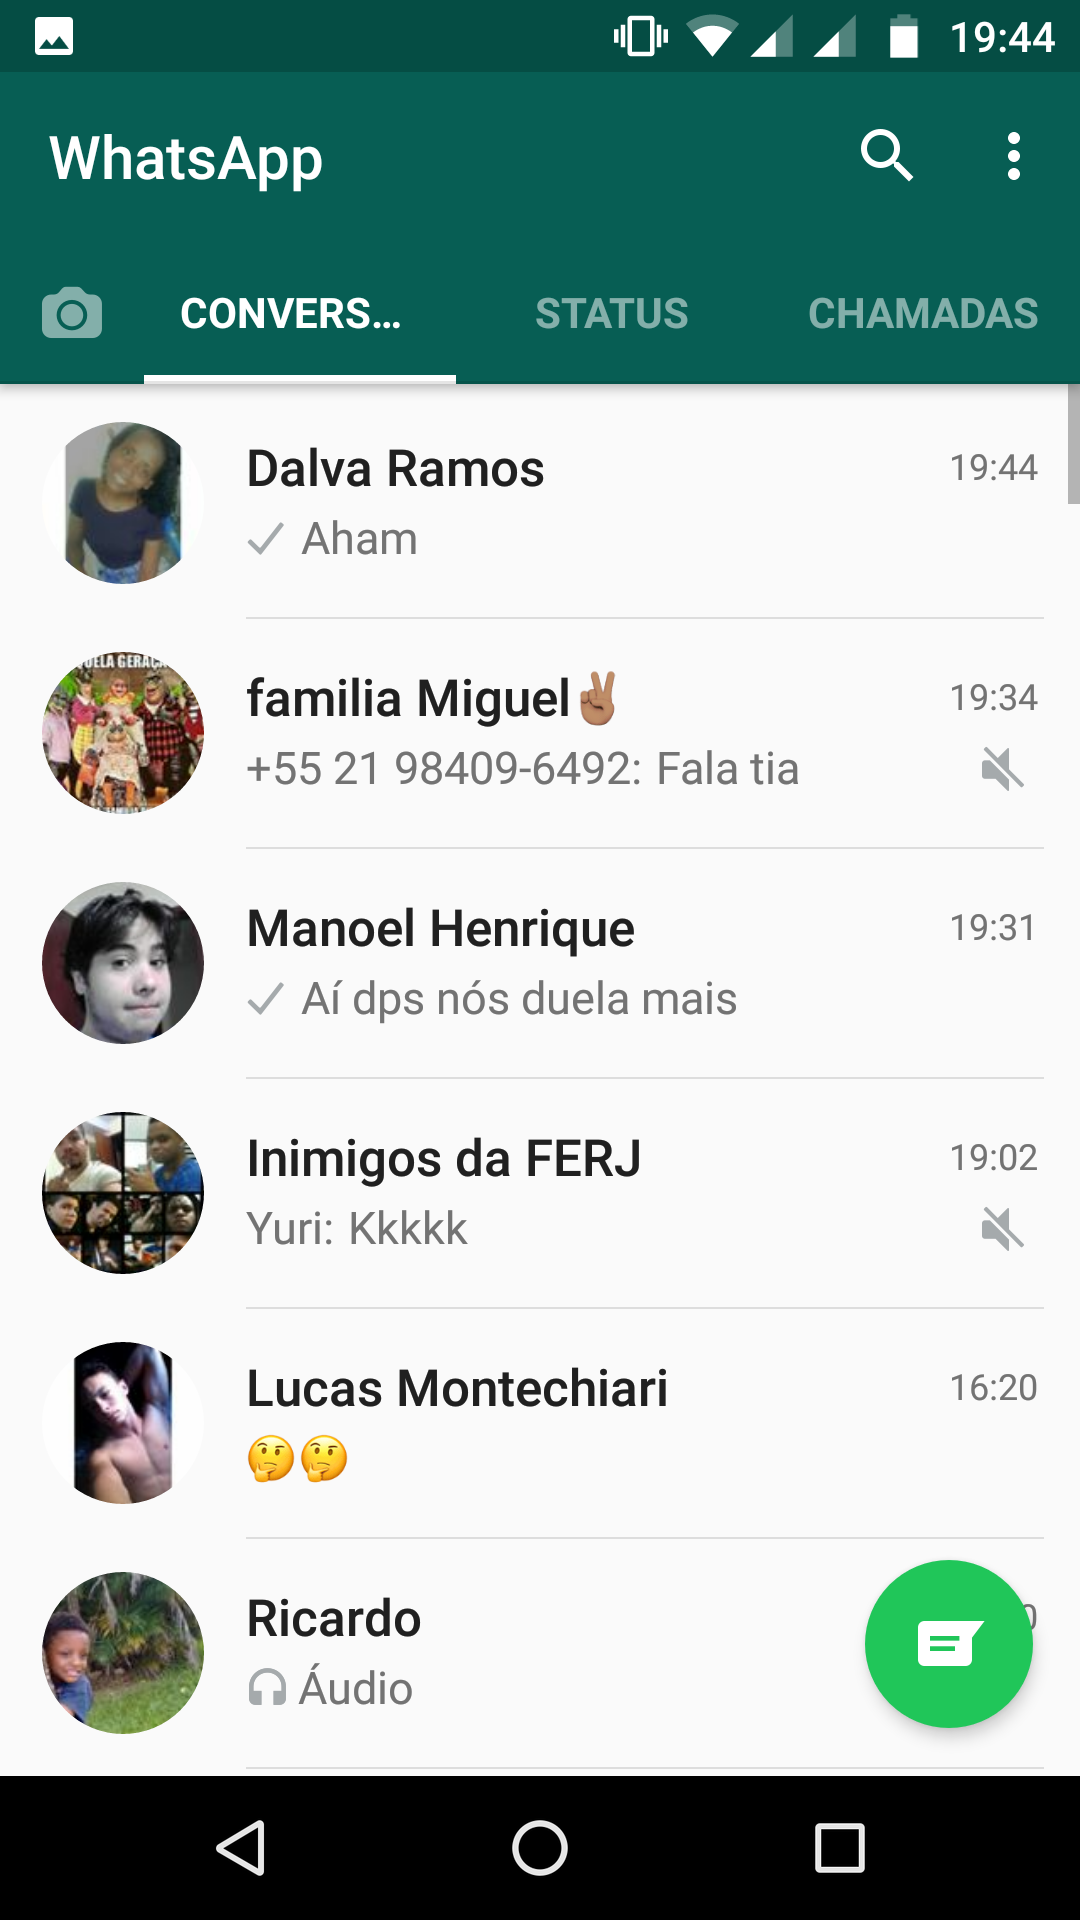 19:44
WhatsApp
CONVERS...
STATUS
CHAMADAS
Dalva Ramos
19:44
Aham
familia Miguel✌🏽
19:34
+55 21 98409-6492: Fala tia
Manoel Henrique
19:31
Aí dps nós duela mais
Inimigos da FERJ
19:02
Yuri: Kkkkk
Lucas Montechiari
16:20
🤔🤔
Ricardo
Áudio